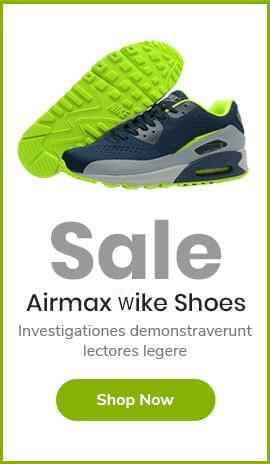 Sale
Airmax Wike Shoes
Investigationes demonstraverunt
lectores legere
Shop Now